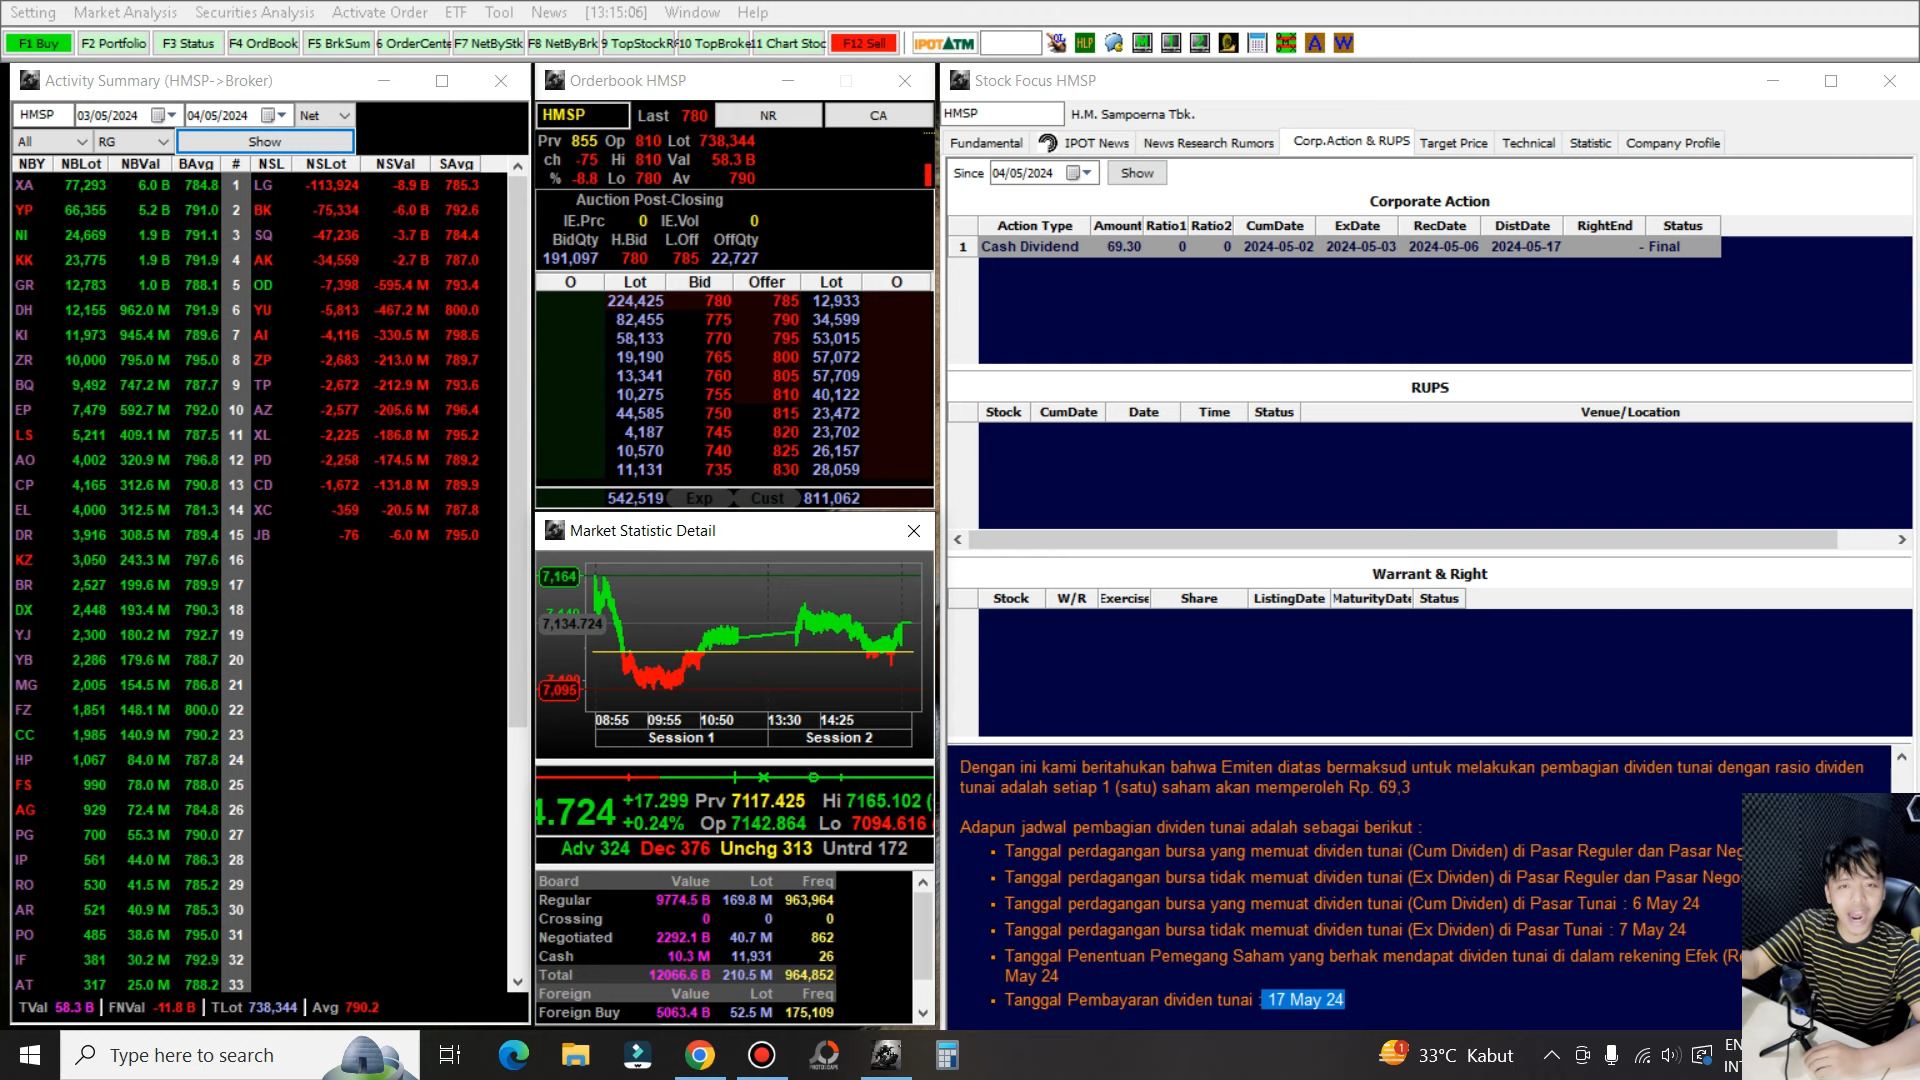 Setting Market Analysis Securities Analysis Activate Order ETF Tool News [13:15:06] Window Help
F1 Buy F2 Portfolio F3 Status F4 OrdBook F5 BrkSum 6 OrderCente F7 NetByStk F8 NetByBrk 9 TopStockR 10 TopBroke 11 Chart Stoc F12 Sell IPOTATM HLP A W
Activity Summary (HMSP->Broker)
HMSP 03/05/2024 04/05/2024 Net
All RG Show
NBY NBLot NBVal BAvg # NSL NSLot NSVal SAvg
XA 77,293 6.0 B 784.8 1 LG -113,924 -8.9 B 785.3
YP 66,355 5.2 B 791.0 2 BK -75,334 -6.0 B 792.6
NI 24,669 1.9 B 791.1 3 SQ -47,236 -3.7 B 784.4
KK 23,775 1.9 B 791.9 4 AK -34,559 -2.7 B 787.0
GR 12,783 1.0 B 788.1 5 OD -7,398 -595.4 M 793.4
DH 12,155 962.0 M 791.9 6 YU -5,813 -467.2 M 800.0
KI 11,973 945.4 M 789.6 7 AI -4,116 -330.5 M 798.6
ZR 10,000 795.0 M 795.0 8 ZP -2,683 -213.0 M 789.7
BQ 9,492 747.2 M 787.7 9 TP -2,672 -212.9 M 793.6
EP 7,479 592.7 M 792.0 10 AZ -2,577 -205.6 M 796.4
LS 5,211 409.1 M 787.5 11 XL -2,225 -186.8 M 795.2
AO 4,002 320.9 M 796.8 12 PD -2,258 -174.5 M 789.2
CP 4,165 312.6 M 790.8 13 CD -1,672 -131.8 M 789.9
EL 4,000 312.5 M 781.3 14 XC -359 -20.5 M 787.8
DR 3,916 308.5 M 789.4 15 JB -76 -6.0 M 795.0
KZ 3,050 243.3 M 797.6 16
BR 2,527 199.6 M 789.9 17
DX 2,448 193.4 M 790.3 18
YJ 2,300 180.2 M 792.7 19
YB 2,286 179.6 M 788.7 20
MG 2,005 154.5 M 786.8 21
FZ 1,851 148.1 M 800.0 22
CC 1,985 140.9 M 790.2 23
HP 1,067 84.0 M 787.8 24
FS 990 78.0 M 788.0 25
AG 929 72.4 M 784.8 26
PG 700 55.3 M 790.0 27
IP 561 44.0 M 786.3 28
RO 530 41.5 M 785.2 29
AR 521 40.9 M 785.3 30
PO 485 38.6 M 795.0 31
IF 381 30.2 M 792.9 32
AT 317 25.0 M 788.2 33
TVal 58.3 B FNVal -11.8 B TLot 738,344 Avg 790.2
Orderbook HMSP
HMSP Last 780 NR CA
Prv 855 Op 810 Lot 738,344
ch -75 Hi 810 Val 58.3 B
% -8.8 Lo 780 Av 790
Auction Post-Closing
IE.Prc 0 IE.Vol 0
BidQty H.Bid L.Off OffQty
191,097 780 785 22,727
O Lot Bid Offer Lot O
224,425 780 785 12,933
82,455 775 790 34,599
58,133 770 795 53,015
19,190 765 800 57,072
13,341 760 805 57,709
10,275 755 810 40,122
44,585 750 815 23,472
4,187 745 820 23,702
10,570 740 825 26,157
11,131 735 830 28,059
542,519 Exp Cust 811,062
Market Statistic Detail
7,164
7,134.724
7,095
08:55 09:55 10:50 13:30 14:25
Session 1 Session 2
4.724 +17.299 Prv 7117.425 Hi 7165.102 (
+0.24% Op 7142.864 Lo 7094.616 (
Adv 324 Dec 376 Unchg 313 Untrd 172
Board Value Lot Freq
Regular 9774.5 B 169.8 M 963,964
Crossing 0 0 0
Negotiated 2292.1 B 40.7 M 862
Cash 10.3 M 11,931 26
Total 12066.6 B 210.5 M 964,852
Foreign Value Lot Freq
Foreign Buy 5063.4 B 52.5 M 175,109
Stock Focus HMSP
HMSP H.M. Sampoerna Tbk.
Fundamental IPOT News News Research Rumors Corp.Action & RUPS Target Price Technical Statistic Company Profile
Since 04/05/2024 Show
Corporate Action
Action Type Amount Ratio1 Ratio2 CumDate ExDate RecDate DistDate RightEnd Status
1 Cash Dividend 69.30 0 0 2024-05-02 2024-05-03 2024-05-06 2024-05-17 - Final
RUPS
Stock CumDate Date Time Status Venue/Location
Warrant & Right
Stock W/R Exercise Share ListingDate MaturityDate Status
Dengan ini kami beritahukan bahwa Emiten diatas bermaksud untuk melakukan pembagian dividen tunai dengan rasio dividen
tunai adalah setiap 1 (satu) saham akan memperoleh Rp. 69,3
Adapun jadwal pembagian dividen tunai adalah sebagai berikut :
• Tanggal perdagangan bursa yang memuat dividen tunai (Cum Dividen) di Pasar Reguler dan Pasar Neg
• Tanggal perdagangan bursa tidak memuat dividen tunai (Ex Dividen) di Pasar Reguler dan Pasar Nego
• Tanggal perdagangan bursa yang memuat dividen tunai (Cum Dividen) di Pasar Tunai : 6 May 24
• Tanggal perdagangan bursa tidak memuat dividen tunai (Ex Dividen) di Pasar Tunai : 7 May 24
• Tanggal Penentuan Pemegang Saham yang berhak mendapat dividen tunai di dalam rekening Efek (R
May 24
• Tanggal Pembayaran dividen tunai : 17 May 24
Type here to search
33°C Kabut
EN